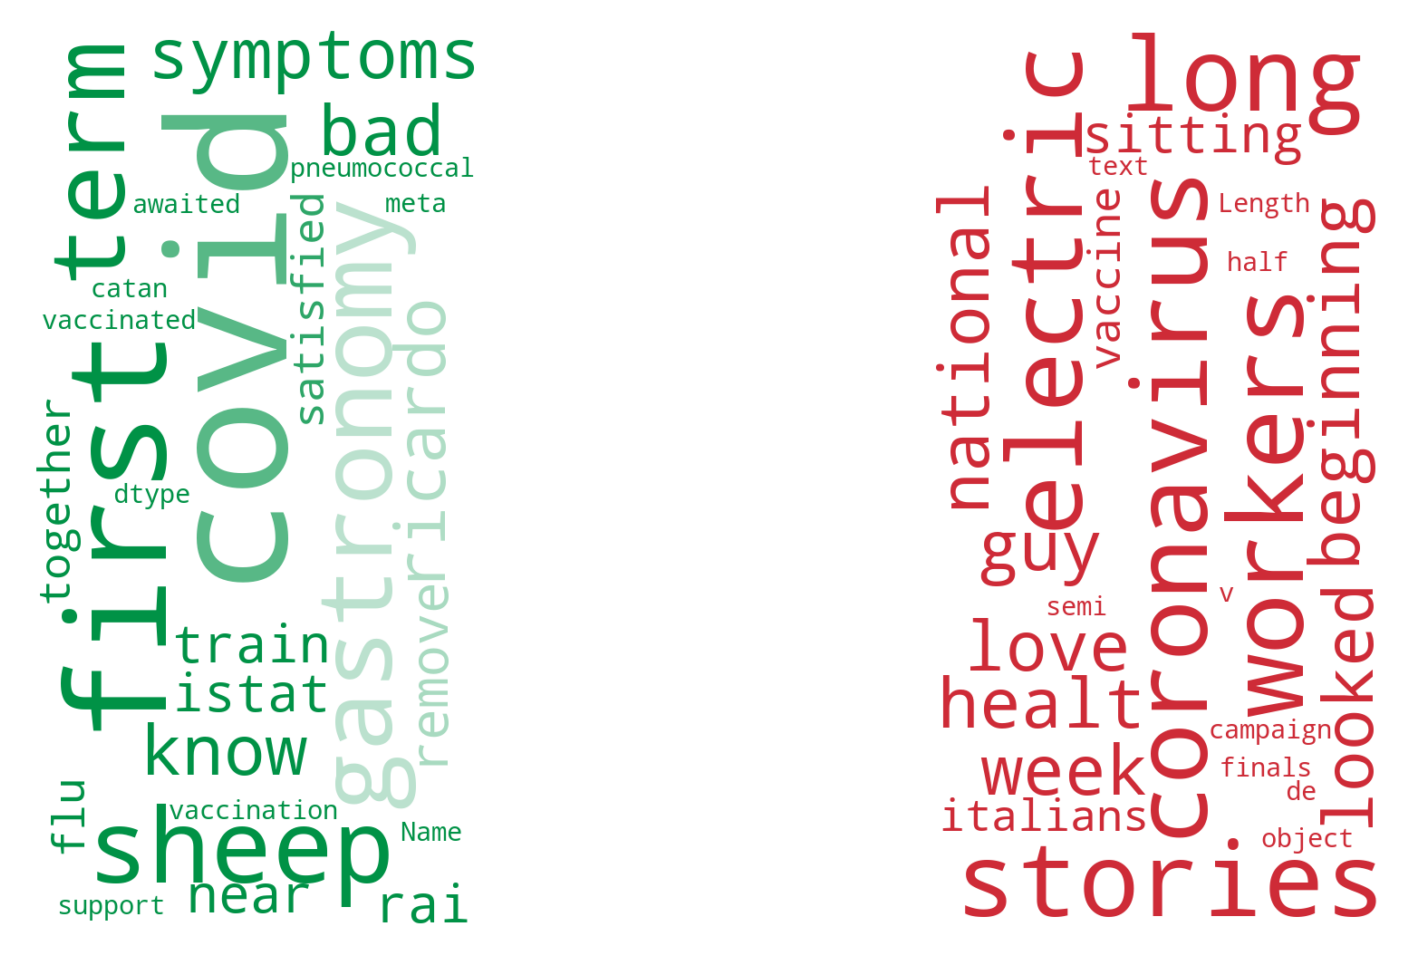 symptoms
term
covid
bad
pneumococcal
awaited
meta
satisfied
gastronomy
catan
vaccinated
ricardo
first
together
dtype
remover
train
istat
know
flu
vaccination
sheep
Name
near
support
rai
long
electric
sitting
text
vaccine
coronavirus
national
Length
beginning
half
workers
guy
semi
v
love
looked
healt
campaign
week
finals
de
italians
object
stories